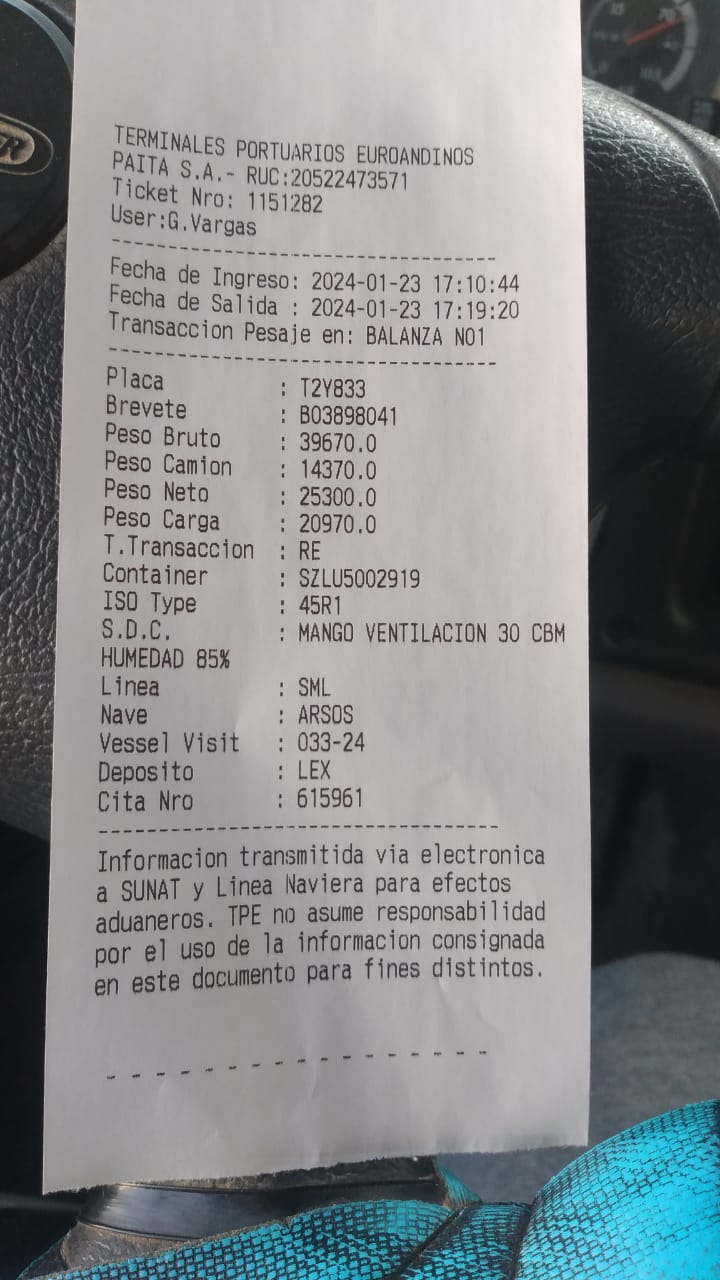 TERMINALES PORTUARIOS EUROANDINOS
PAITA S.A.- RUC:20522473571
Ticket Nro: 1151282
User:G.Vargas
Fecha de Ingreso: 2024-01-23 17:10:44
Fecha de Salida : 2024-01-23 17:19:20
Transaccion Pesaje en: BALANZA NO1
Placa : T2Y833
Brevete : B03898041
Peso Bruto : 39670.0
Peso Camion : 14370.0
Peso Neto : 25300.0
Peso Carga : 20970.0
T.Transaccion : RE
Container : SZLU5002919
ISO Type : 45R1
S.D.C. : MANGO VENTILACION 30 CBM
HUMEDAD 85%
Linea : SML
Nave : ARSOS
Vessel Visit : 033-24
Deposito : LEX
Cita Nro : 615961
Informacion transmitida via electronica
a SUNAT y Linea Naviera para efectos
aduaneros. TPE no asume responsabilidad
por el uso de la informacion consignada
en este documento para fines distintos.